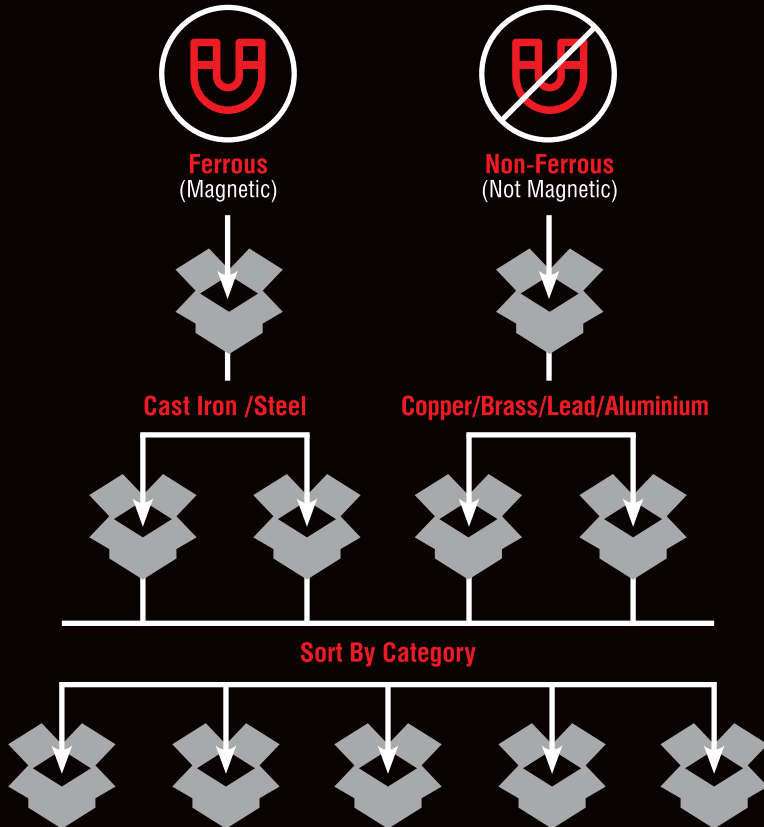 Ferrous
(Magnetic)
Non-Ferrous
(Not Magnetic)
Cast Iron /Steel
Copper/Brass/Lead/Aluminium
Sort By Category